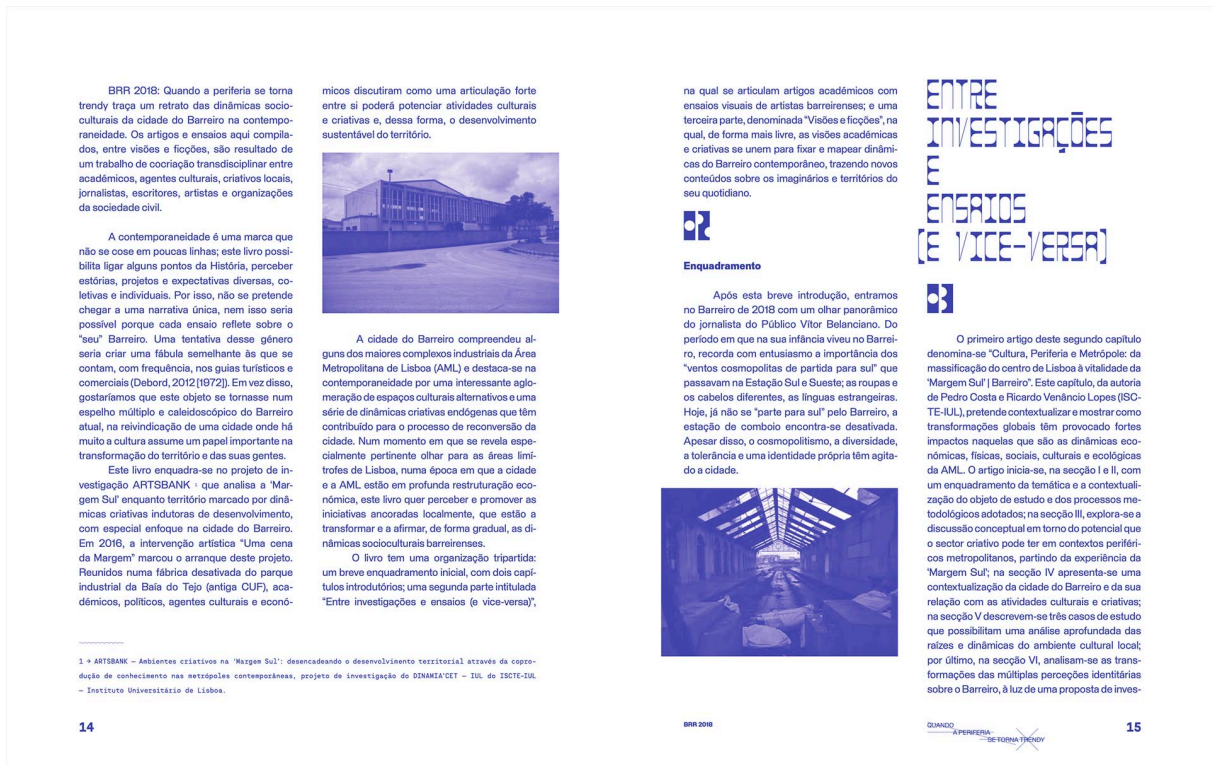 BRR 2018: Quando a periferia se torna
trendy traça um retrato das dinâmicas socio-
culturais da cidade do Barreiro na contempo-
raneidade. Os artigos e ensaios aqui compila-
dos, entre visões e ficções, são resultado de
um trabalho de cocriação transdisciplinar entre
académicos, agentes culturais, criativos locais,
jornalistas, escritores, artistas e organizações
da sociedade civil.
A contemporaneidade é uma marca que
não se cose em poucas linhas; este livro possi-
bilita ligar alguns pontos da História, perceber
estórias, projetos e expectativas diversas, co-
letivas e individuais. Por isso, não se pretende
chegar a uma narrativa única, nem isso seria
possível porque cada ensaio reflete sobre o
“seu” Barreiro. Uma tentativa desse género
seria criar uma fábula semelhante às que se
contam, com frequência, nos guias turísticos e
comerciais (Debord, 2012 [1972]). Em vez disso,
gostaríamos que este objeto se tornasse num
espelho múltiplo e caleidoscópico do Barreiro
atual, na reivindicação de uma cidade onde há
muito a cultura assume um papel importante na
transformação do território e das suas gentes.
Este livro enquadra-se no projeto de in-
vestigação ARTSBANK 1 que analisa a ‘Mar-
gem Sul’ enquanto território marcado por dinâ-
micas criativas indutoras de desenvolvimento,
com especial enfoque na cidade do Barreiro.
Em 2016, a intervenção artística “Uma cena
da Margem” marcou o arranque deste projeto.
Reunidos numa fábrica desativada do parque
industrial da Baía do Tejo (antiga CUF), aca-
démicos, políticos, agentes culturais e econó-
micos discutiram como uma articulação forte
entre si poderá potenciar atividades culturais
e criativas e, dessa forma, o desenvolvimento
sustentável do território.
A cidade do Barreiro compreendeu al-
guns dos maiores complexos industriais da Área
Metropolitana de Lisboa (AML) e destaca-se na
contemporaneidade por uma interessante aglo-
meração de espaços culturais alternativos e uma
série de dinâmicas criativas endógenas que têm
contribuído para o processo de reconversão da
cidade. Num momento em que se revela espe-
cialmente pertinente olhar para as áreas limí-
trofes de Lisboa, numa época em que a cidade
e a AML estão em profunda restruturação eco-
nómica, este livro quer perceber e promover as
iniciativas ancoradas localmente, que estão a
transformar e a afirmar, de forma gradual, as di-
nâmicas socioculturais barreirenses.
O livro tem uma organização tripartida:
um breve enquadramento inicial, com dois capí-
tulos introdutórios; uma segunda parte intitulada
“Entre investigações e ensaios (e vice-versa)”,
1 → ARTSBANK — Ambientes criativos na ‘Margem Sul’: desencadeando o desenvolvimento territorial através da copro-
dução de conhecimento nas metrópoles contemporâneas, projeto de investigação do DINAMIA’CET — IUL do ISCTE-IUL
— Instituto Universitário de Lisboa.
14
na qual se articulam artigos académicos com
ensaios visuais de artistas barreirenses; e uma
terceira parte, denominada “Visões e ficções”, na
qual, de forma mais livre, as visões académicas
e criativas se unem para fixar e mapear dinâmi-
cas do Barreiro contemporâneo, trazendo novos
conteúdos sobre os imaginários e territórios do
seu quotidiano.
Enquadramento
Após esta breve introdução, entramos
no Barreiro de 2018 com um olhar panorâmico
do jornalista do Público Vítor Belanciano. Do
período em que na sua infância viveu no Barrei-
ro, recorda com entusiasmo a importância dos
“ventos cosmopolitas de partida para sul” que
passavam na Estação Sul e Sueste; as roupas e
os cabelos diferentes, as línguas estrangeiras.
Hoje, já não se “parte para sul” pelo Barreiro, a
estação de comboio encontra-se desativada.
Apesar disso, o cosmopolitismo, a diversidade,
a tolerância e uma identidade própria têm agita-
do a cidade.
BRR 2018
ENTRE
INVESTIGAÇÕES
E
ENSAIOS
(E VICE-VERSA)
O primeiro artigo deste segundo capítulo
denomina-se “Cultura, Periferia e Metrópole: da
massificação do centro de Lisboa à vitalidade da
‘Margem Sul’ | Barreiro”. Este capítulo, da autoria
de Pedro Costa e Ricardo Venâncio Lopes (ISC-
TE-IUL), pretende contextualizar e mostrar como
transformações globais têm provocado fortes
impactos naquelas que são as dinâmicas eco-
nómicas, físicas, sociais, culturais e ecológicas
da AML. O artigo inicia-se, na secção I e II, com
um enquadramento da temática e a contextuali-
zação do objeto de estudo e dos processos me-
todológicos adotados; na secção III, explora-se a
discussão conceptual em torno do potencial que
o sector criativo pode ter em contextos periféri-
cos metropolitanos, partindo da experiência da
‘Margem Sul’; na secção IV apresenta-se uma
contextualização da cidade do Barreiro e da sua
relação com as atividades culturais e criativas;
na secção V descrevem-se três casos de estudo
que possibilitam uma análise aprofundada das
raízes e dinâmicas do ambiente cultural local;
por último, na secção VI, analisam-se as trans-
formações das múltiplas perceções identitárias
sobre o Barreiro, à luz de uma proposta de inves-
QUANDO
A PERIFERIA
SE TORNA TRENDY
15